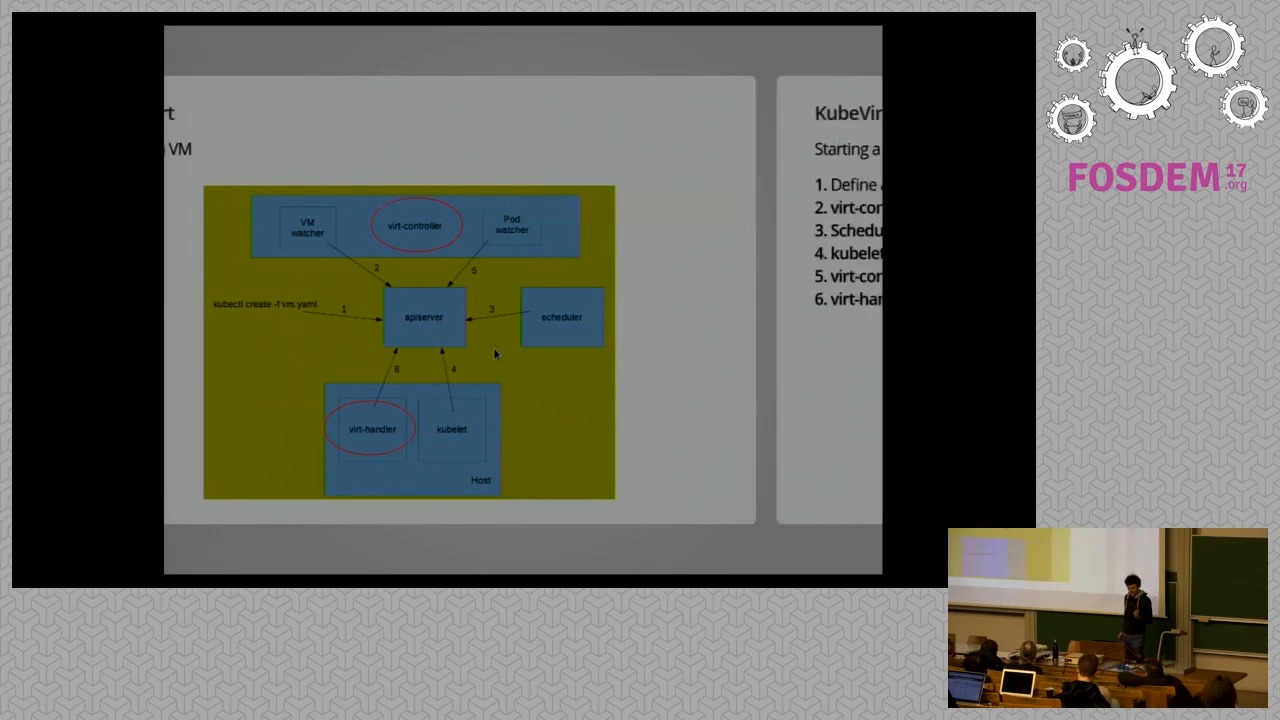 rt
VM
VM
watcher
virt-controller
Pod
watcher
2
5
kubectl create -f vm.yaml
1
apiserver
3
scheduler
6
4
virt-handler
kubelet
Host
KubeVir
Starting a
1. Define
2. virt-cor
3. Schedu
4. kubelet
5. virt-cor
6. virt-har
FOSDEM 17
.org